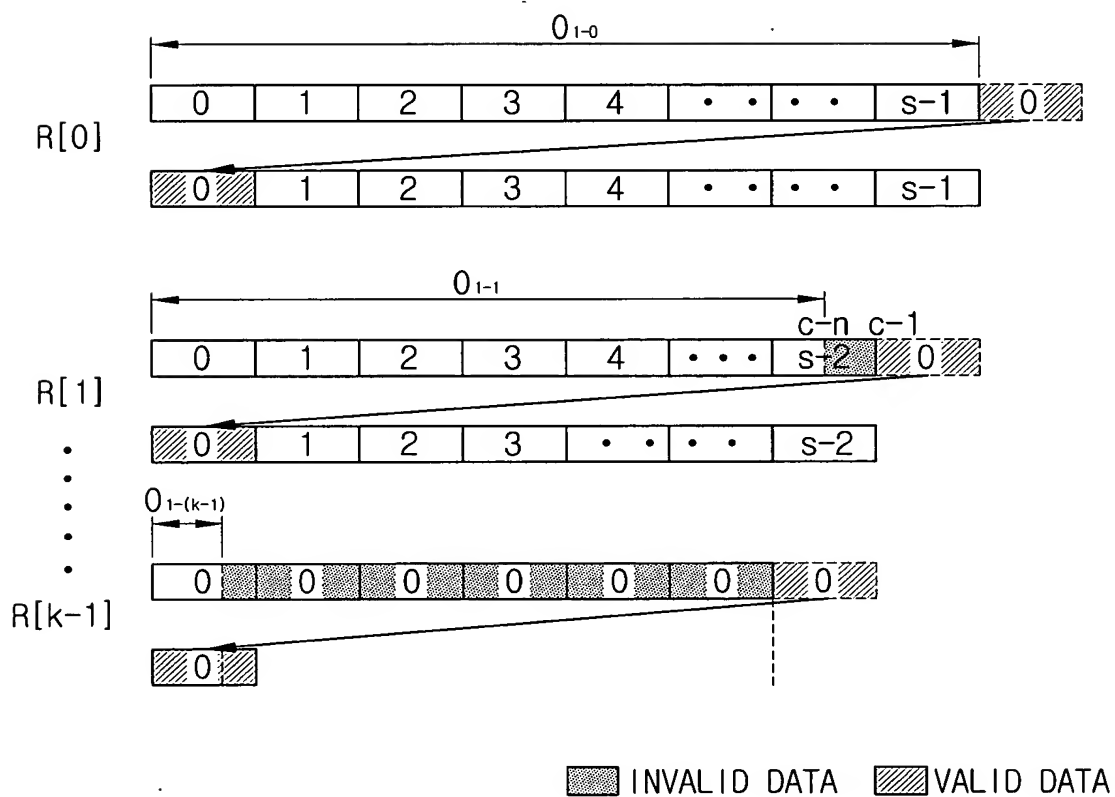 O1-0
0 1 2 3 4 • • • • s-1 0
R[0]
0 1 2 3 4 • • • • s-1
O1-1
c-n c-1
0 1 2 3 4 • • • s-2 0
R[1]
0 1 2 3 • • • • s-2
O1-(k-1)
0 0 0 0 0 0 0
R[k-1]
0
INVALID DATA VALID DATA